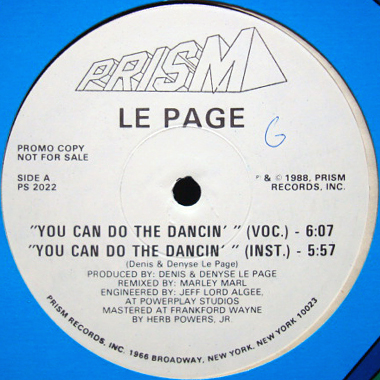 PRISM
LE PAGE
G
PROMO COPY
NOT FOR SALE
℗ & © 1988, PRISM
RECORDS, INC.
SIDE A
PS 2022
"YOU CAN DO THE DANCIN' " (VOC.) - 6:07
"YOU CAN DO THE DANCIN' " (INST.) - 5:57
(Denis & Denyse Le Page)
PRODUCED BY: DENIS & DENYSE LE PAGE
REMIXED BY: MARLEY MARL
ENGINEERED BY: JEFF LORD ALGEE,
AT POWERPLAY STUDIOS
MASTERED AT FRANKFORD WAYNE
BY HERB POWERS, JR.
PRISM RECORDS, INC. 1966 BROADWAY, NEW YORK, NEW YORK 10023